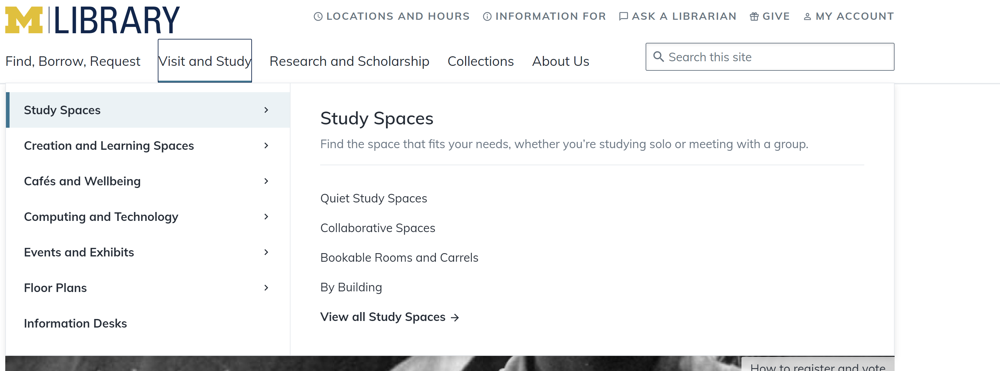 M LIBRARY
LOCATIONS AND HOURS
INFORMATION FOR
ASK A LIBRARIAN
GIVE
MY ACCOUNT
Find, Borrow, Request
Visit and Study
Research and Scholarship
Collections
About Us
Search this site
Study Spaces
Creation and Learning Spaces
Cafés and Wellbeing
Computing and Technology
Events and Exhibits
Floor Plans
Information Desks
Study Spaces
Find the space that fits your needs, whether you’re studying solo or meeting with a group.
Quiet Study Spaces
Collaborative Spaces
Bookable Rooms and Carrels
By Building
View all Study Spaces
How to register and vote